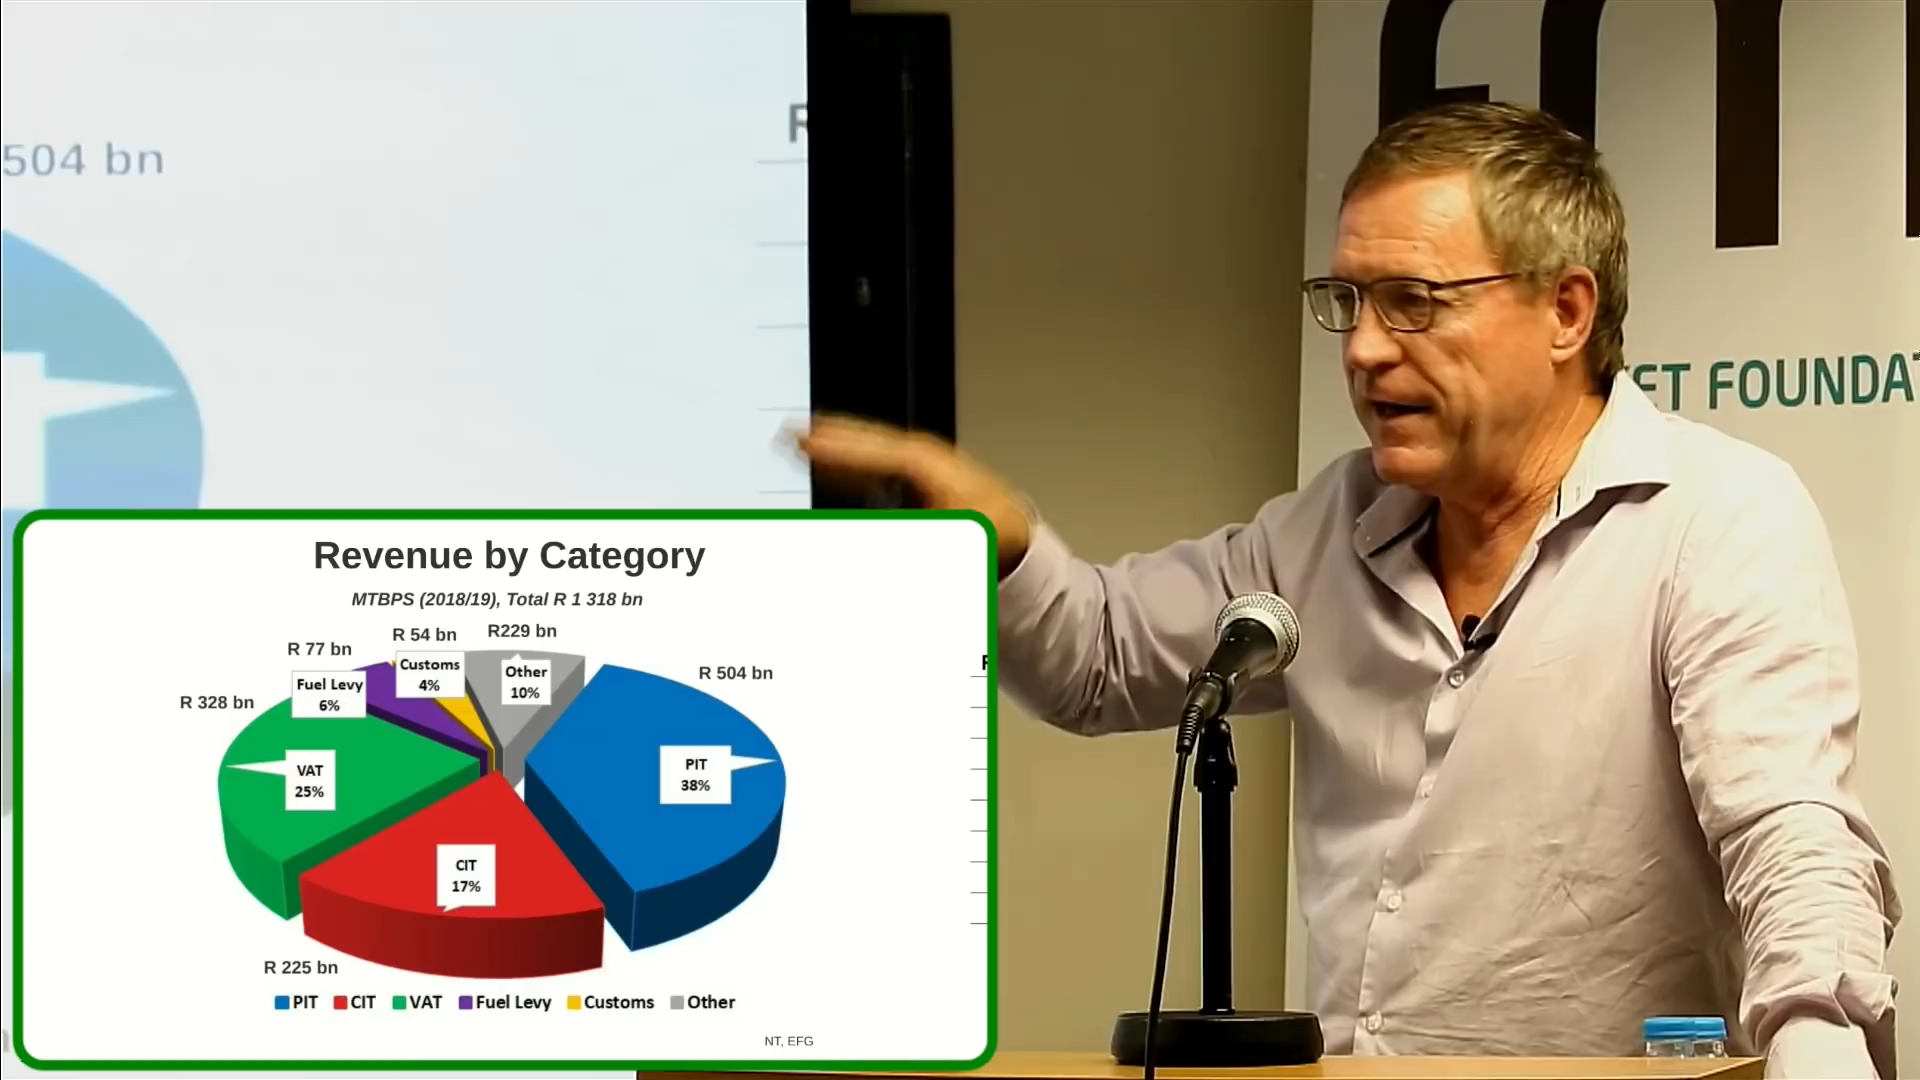 504 bn
ET FOUNDA
Revenue by Category
MTBPS (2018/19), Total R 1 318 bn
R 77 bn
R 54 bn
R229 bn
R 504 bn
R 328 bn
Fuel Levy
6%
Customs
4%
Other
10%
VAT
25%
PIT
38%
CIT
17%
R 225 bn
PIT CIT VAT Fuel Levy Customs Other
NT, EFG